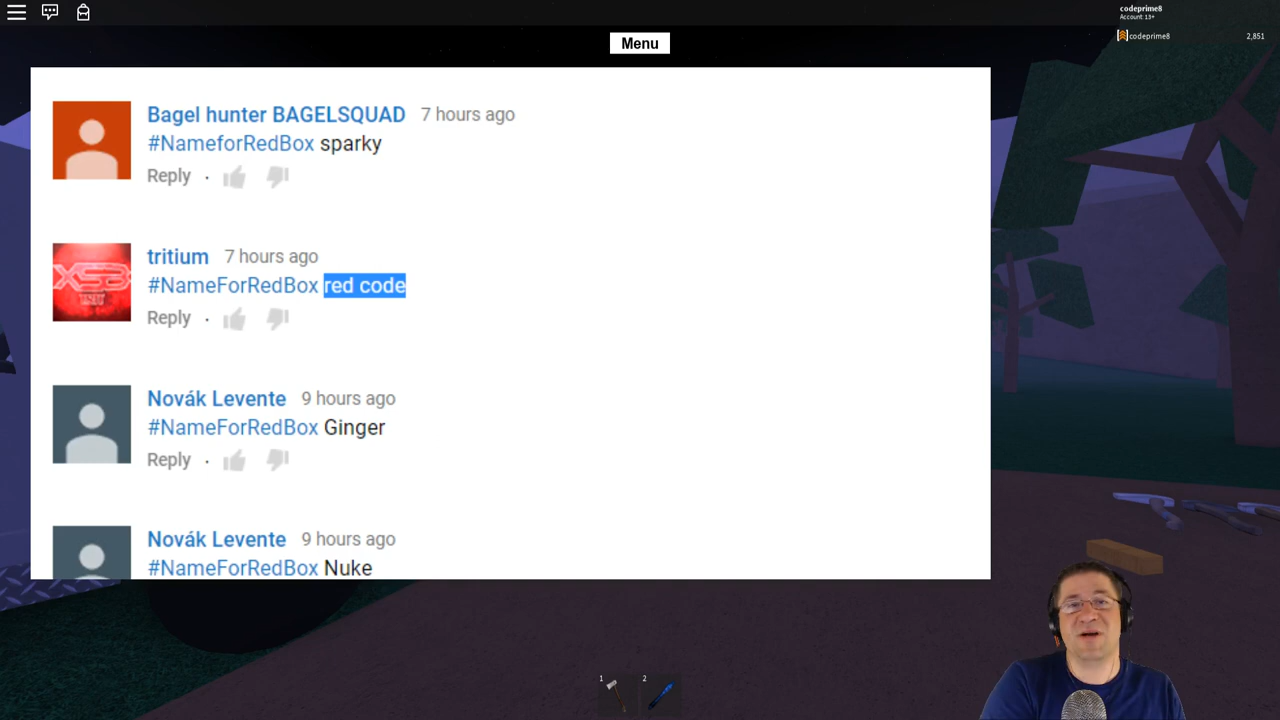 codeprime8
Account: 13+
codeprime8 2,851
Menu
Bagel hunter BAGELSQUAD 7 hours ago
#NameforRedBox sparky
Reply ·
tritium 7 hours ago
#NameForRedBox red code
Reply ·
Novák Levente 9 hours ago
#NameForRedBox Ginger
Reply ·
Novák Levente 9 hours ago
#NameForRedBox Nuke
1 2